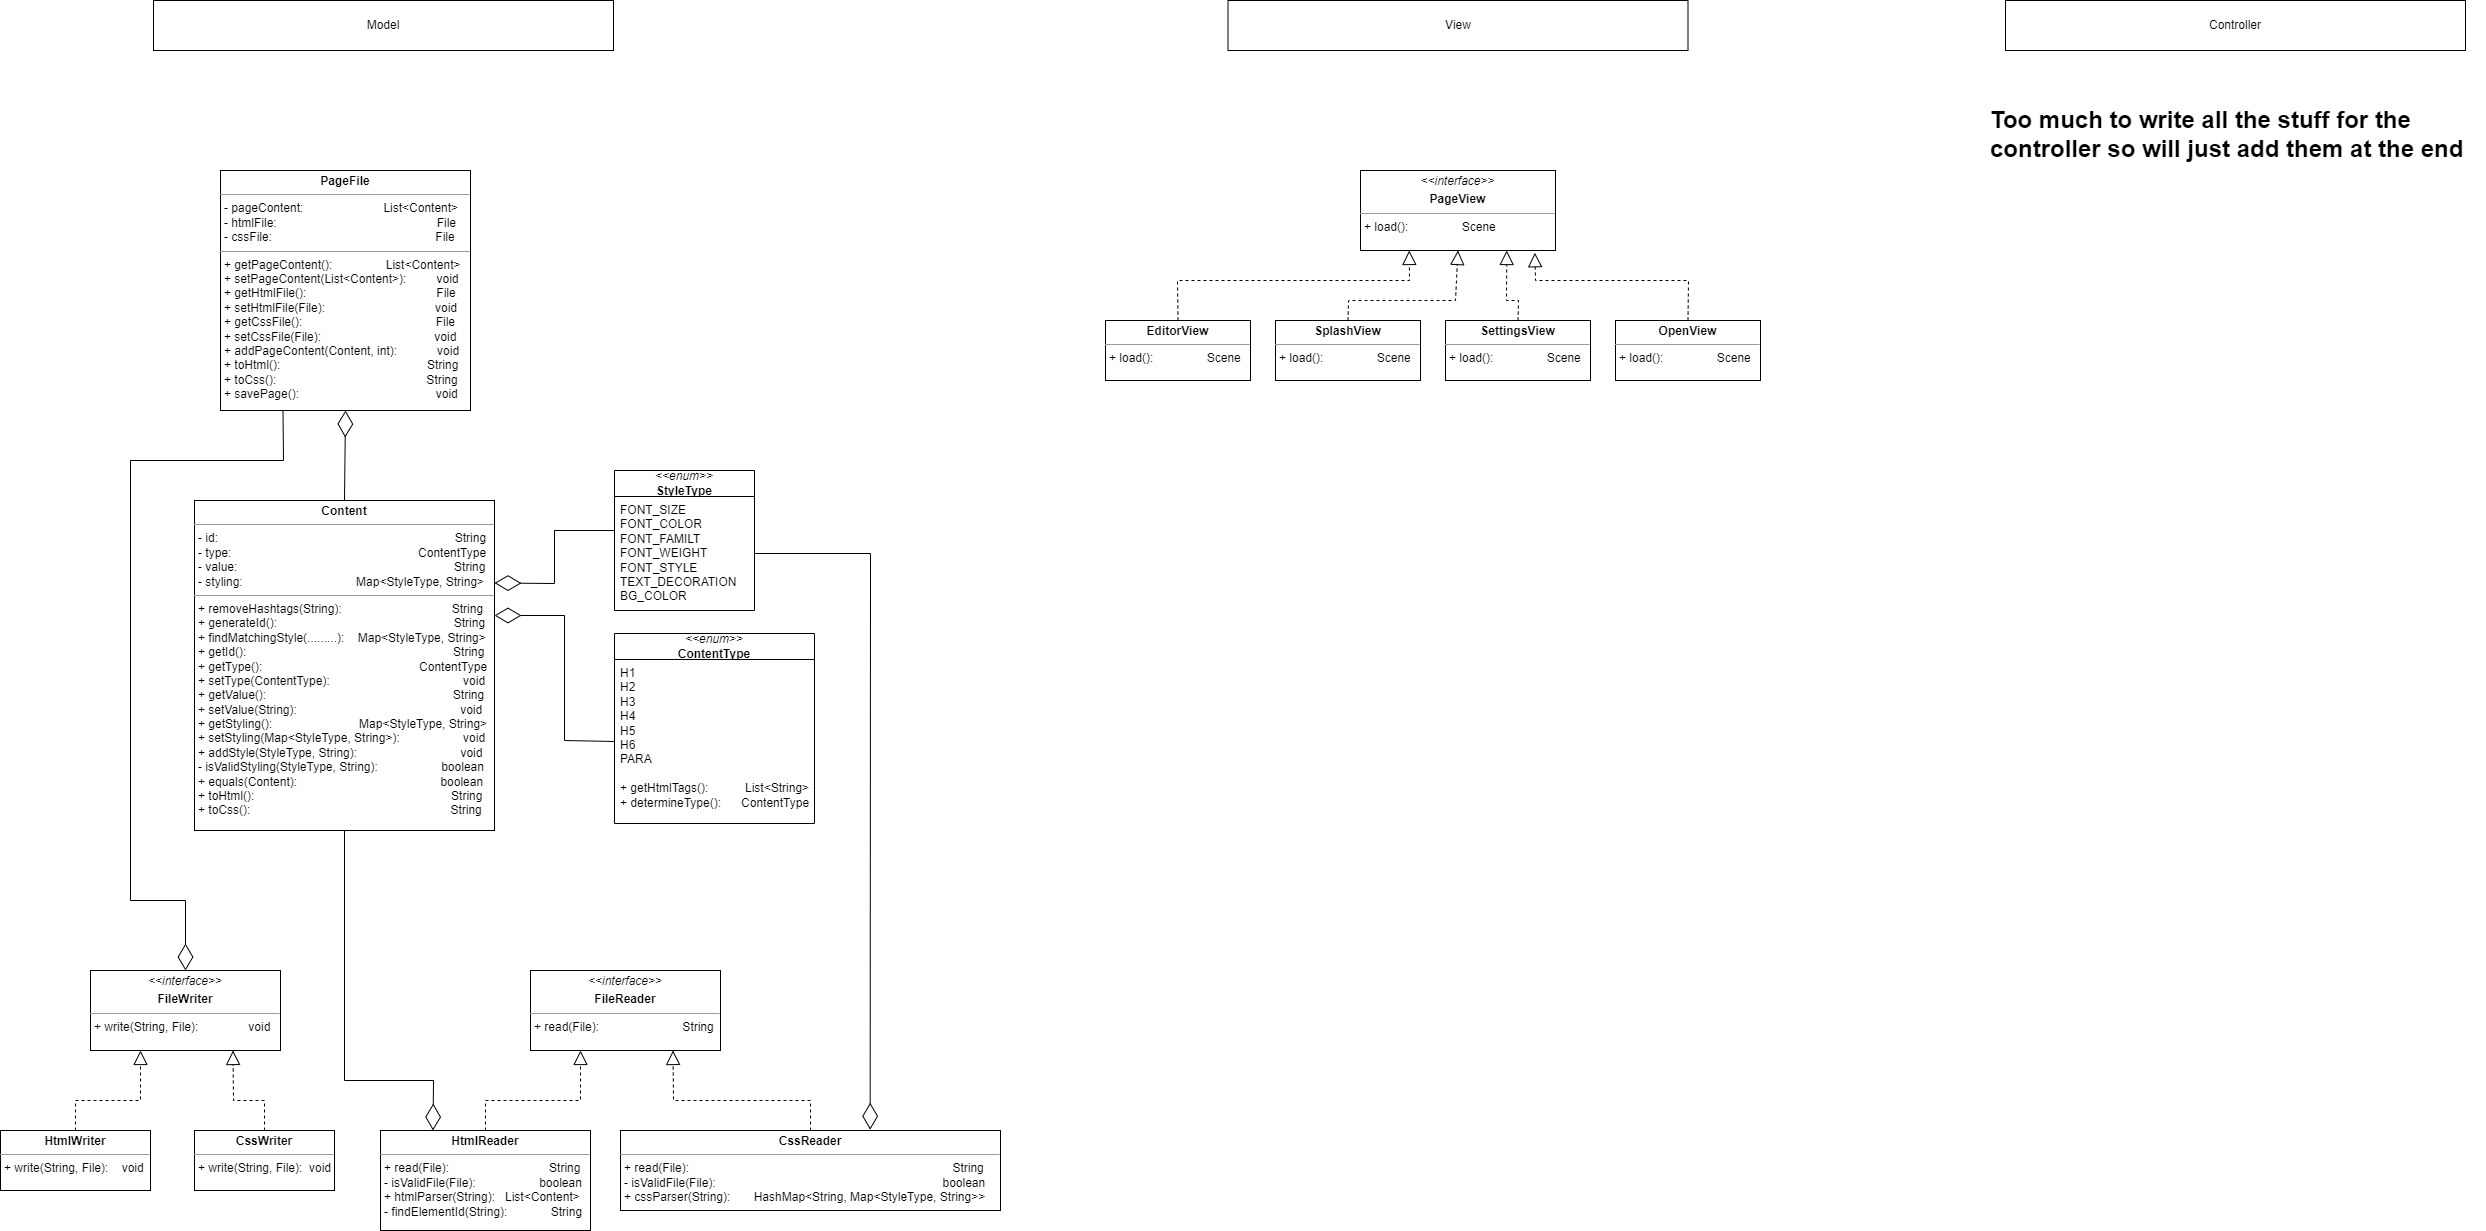 Model
View
Controller
Too much to write all the stuff for the
controller so will just add them at the end
PageFile
- pageContent: List<Content>
- htmlFile: File
- cssFile: File
+ getPageContent(): List<Content>
+ setPageContent(List<Content>): void
+ getHtmlFile(): File
+ setHtmlFile(File): void
+ getCssFile(): File
+ setCssFile(File): void
+ addPageContent(Content, int): void
+ toHtml(): String
+ toCss(): String
+ savePage(): void
<<interface>>
PageView
+ load(): Scene
EditorView
+ load(): Scene
SplashView
+ load(): Scene
SettingsView
+ load(): Scene
OpenView
+ load(): Scene
Content
- id: String
- type: ContentType
- value: String
- styling: Map<StyleType, String>
+ removeHashtags(String): String
+ generateId(): String
+ findMatchingStyle(.........): Map<StyleType, String>
+ getId(): String
+ getType(): ContentType
+ setType(ContentType): void
+ getValue(): String
+ setValue(String): void
+ getStyling(): Map<StyleType, String>
+ setStyling(Map<StyleType, String>): void
+ addStyle(StyleType, String): void
- isValidStyling(StyleType, String): boolean
+ equals(Content): boolean
+ toHtml(): String
+ toCss(): String
<<enum>>
StyleType
FONT_SIZE
FONT_COLOR
FONT_FAMILT
FONT_WEIGHT
FONT_STYLE
TEXT_DECORATION
BG_COLOR
<<enum>>
ContentType
H1
H2
H3
H4
H5
H6
PARA
+ getHtmlTags(): List<String>
+ determineType(): ContentType
<<interface>>
FileWriter
+ write(String, File): void
<<interface>>
FileReader
+ read(File): String
HtmlWriter
+ write(String, File): void
CssWriter
+ write(String, File): void
HtmlReader
+ read(File): String
- isValidFile(File): boolean
+ htmlParser(String): List<Content>
- findElementId(String): String
CssReader
+ read(File): String
- isValidFile(File): boolean
+ cssParser(String): HashMap<String, Map<StyleType, String>>